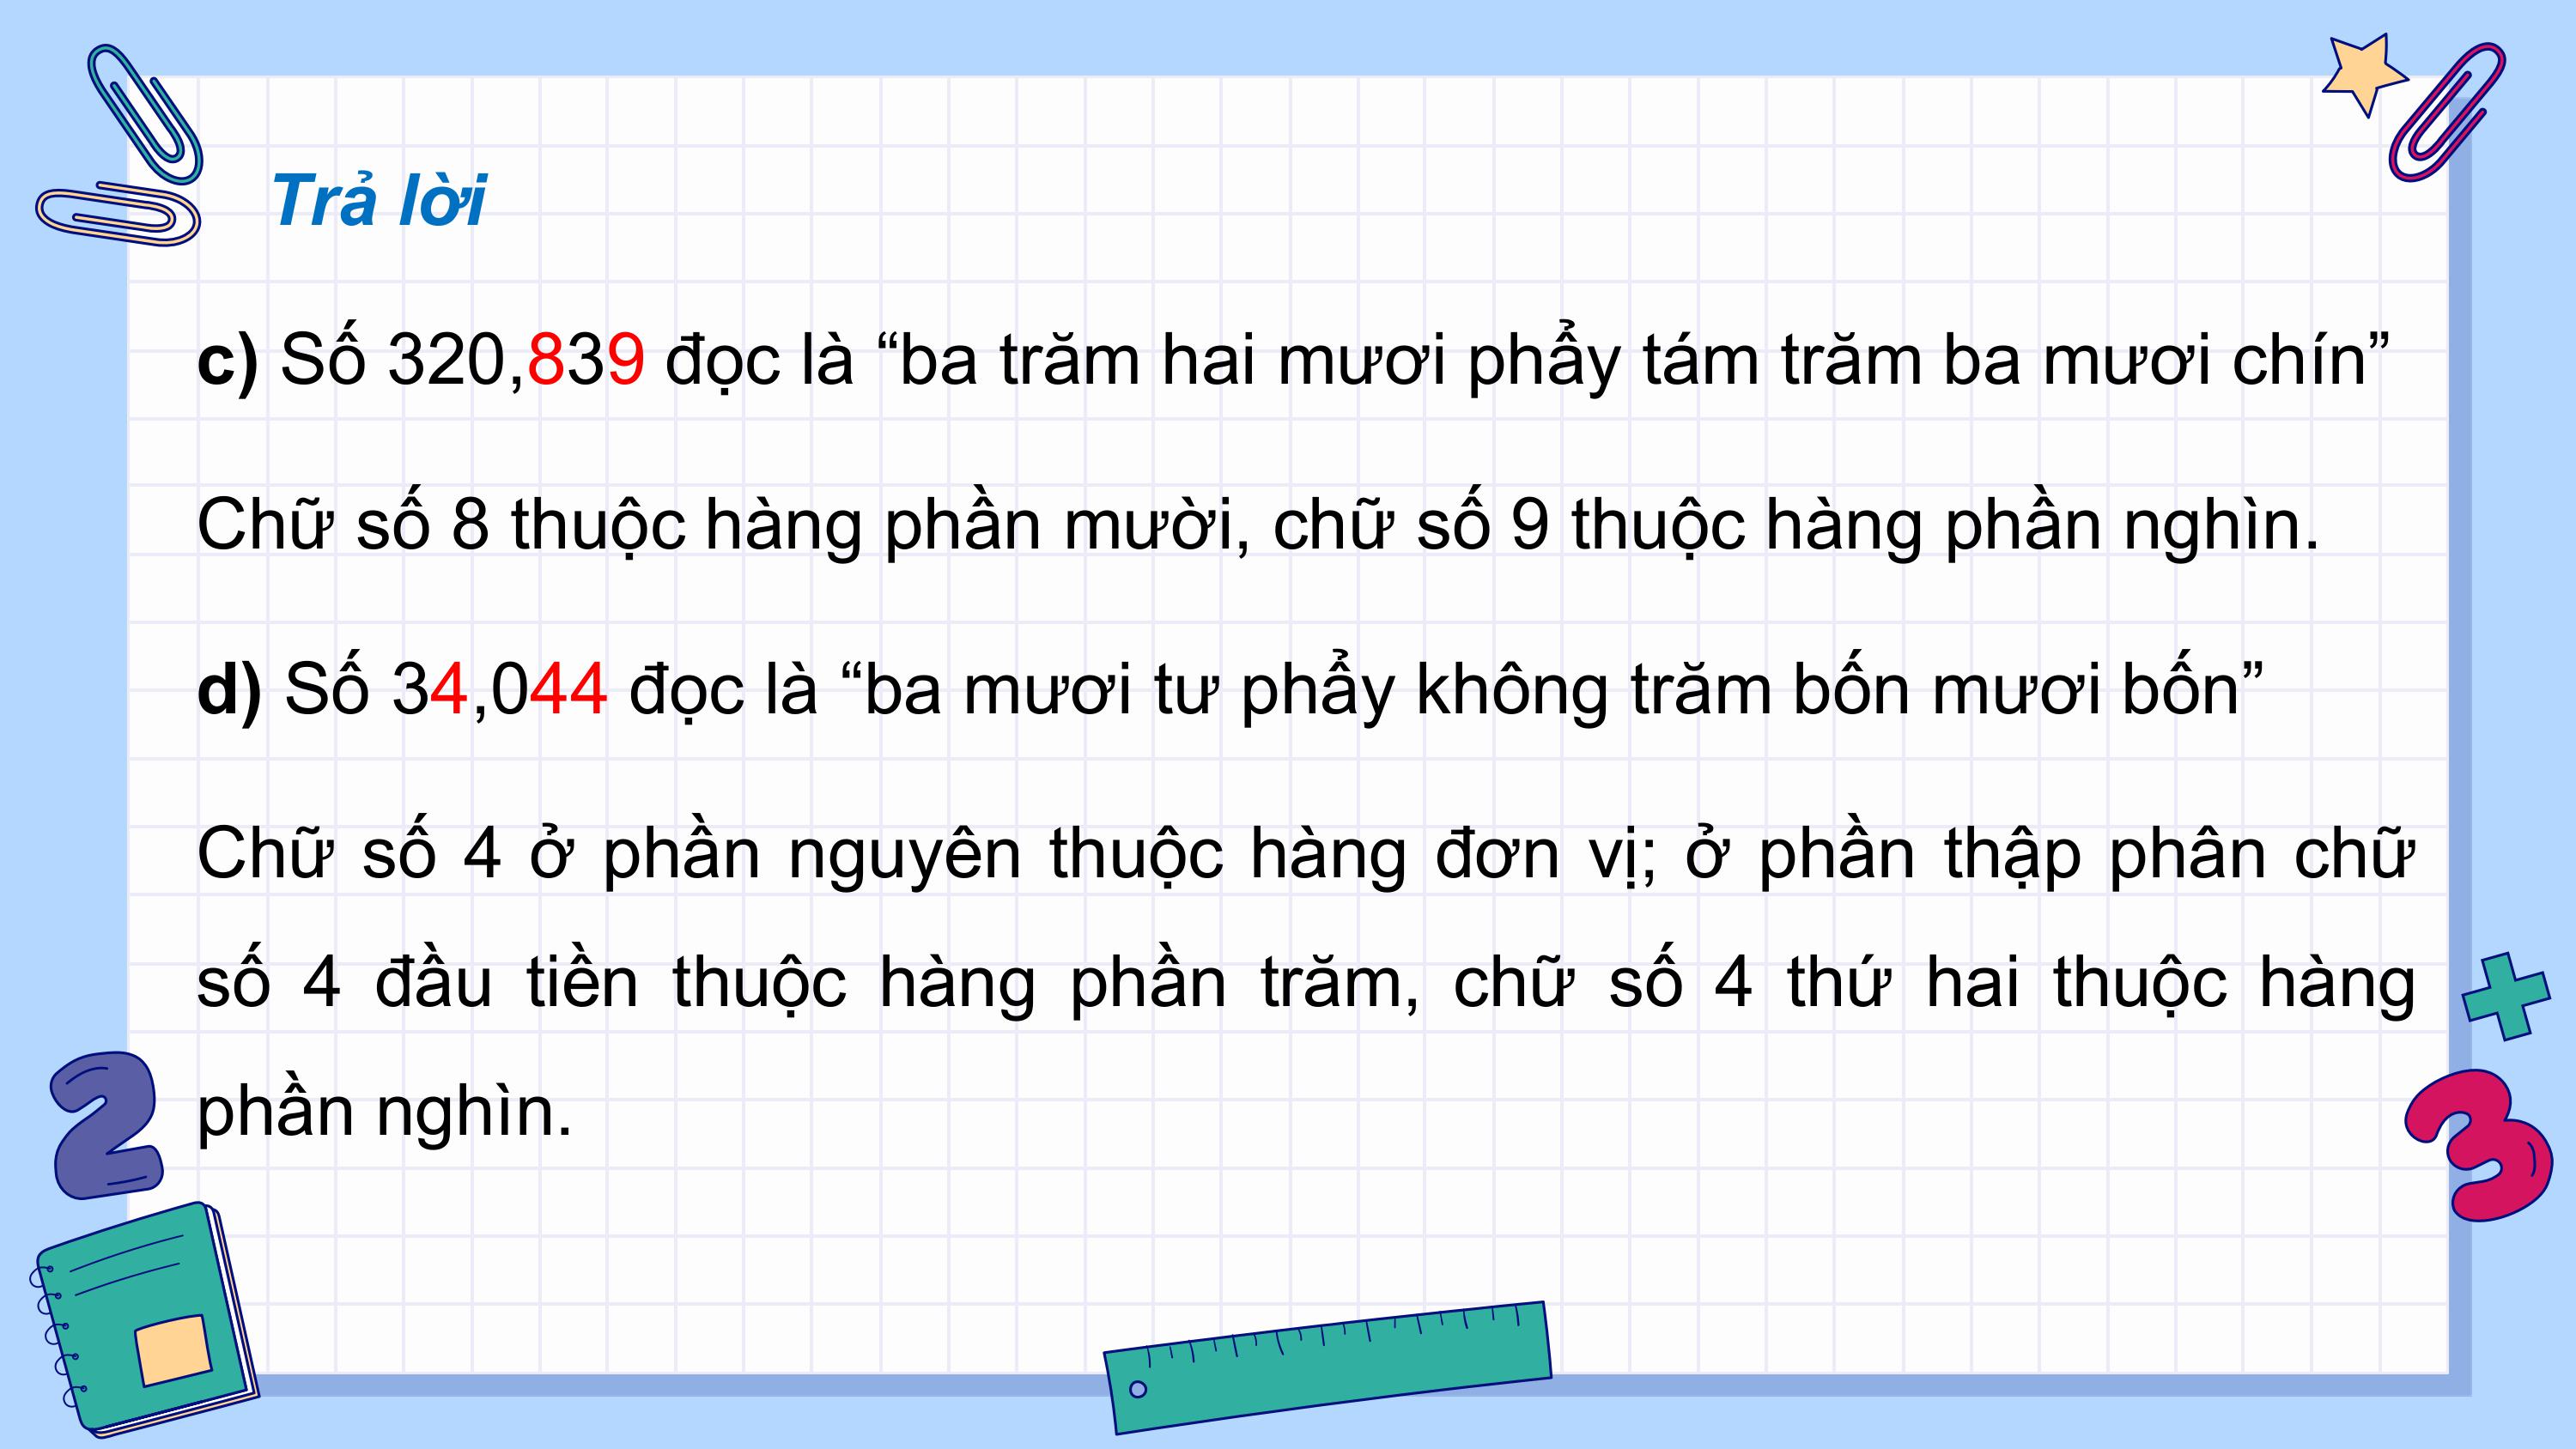 Trả lời
c) Số 320,839 đọc là “ba trăm hai mươi phẩy tám trăm ba mươi chín”
Chữ số 8 thuộc hàng phần mười, chữ số 9 thuộc hàng phần nghìn.
d) Số 34,044 đọc là “ba mươi tư phẩy không trăm bốn mươi bốn”
Chữ số 4 ở phần nguyên thuộc hàng đơn vị; ở phần thập phân chữ
số 4 đầu tiền thuộc hàng phần trăm, chữ số 4 thứ hai thuộc hàng
phần nghìn.
+
2
3